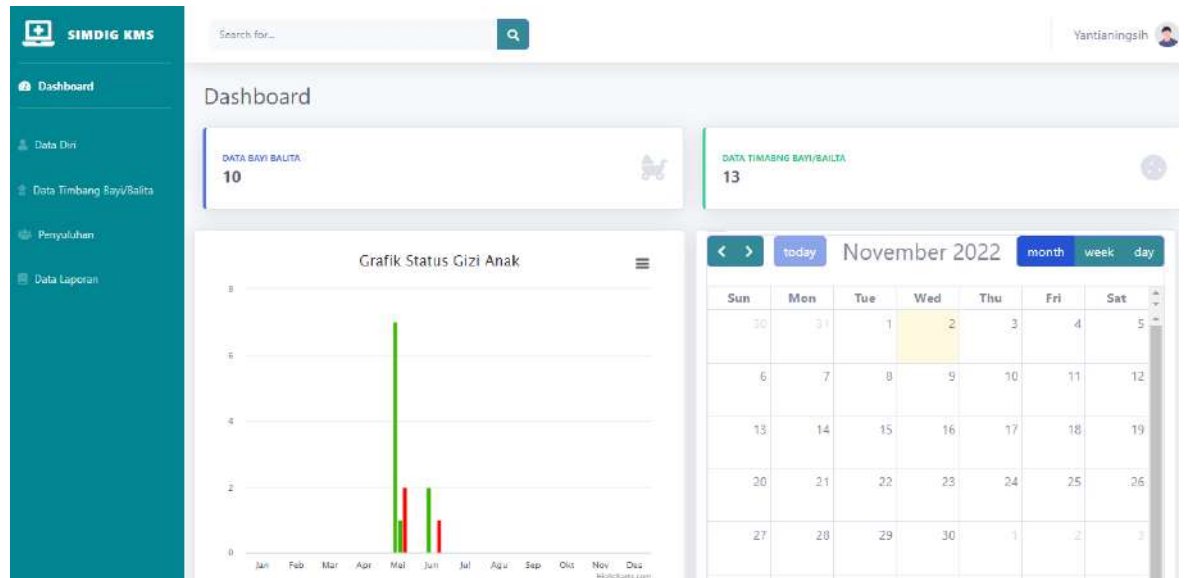 SIMDIG KMS
Search for...
Yantianingsih
Dashboard
Dashboard
Data Diri
Data Timbang Bayi/Balita
Penyuluhan
Data Laporan
DATA BAYI BALITA
10
DATA TIMABNG BAYI/BAILTA
13
Grafik Status Gizi Anak
8
6
4
2
0
Jan Feb Mar Apr Mei Jun Jul Agu Sep Okt Nov Des
Highcharts.com
today November 2022 month week day
Sun Mon Tue Wed Thu Fri Sat
30 31 1 2 3 4 5
6 7 8 9 10 11 12
13 14 15 16 17 18 19
20 21 22 23 24 25 26
27 28 29 30 1 2 3